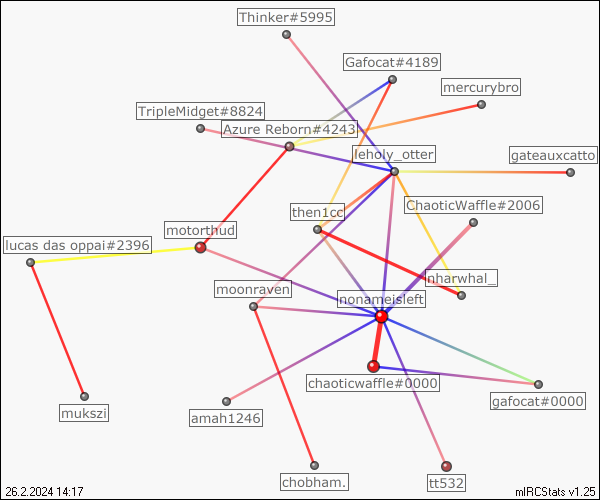 Thinker#5995
Gafocat#4189
mercurybro
TripleMidget#8824
Azure Reborn#4243
leholy_otter
gateauxcatto
ChaoticWaffle#2006
then1cc
motorthud
lucas das oppai#2396
nharwhal_
moonraven
nonameisleft
chaoticwaffle#0000
gafocat#0000
mukszi
amah1246
chobham.
tt532
26.2.2024 14:17
mIRCStats v1.25